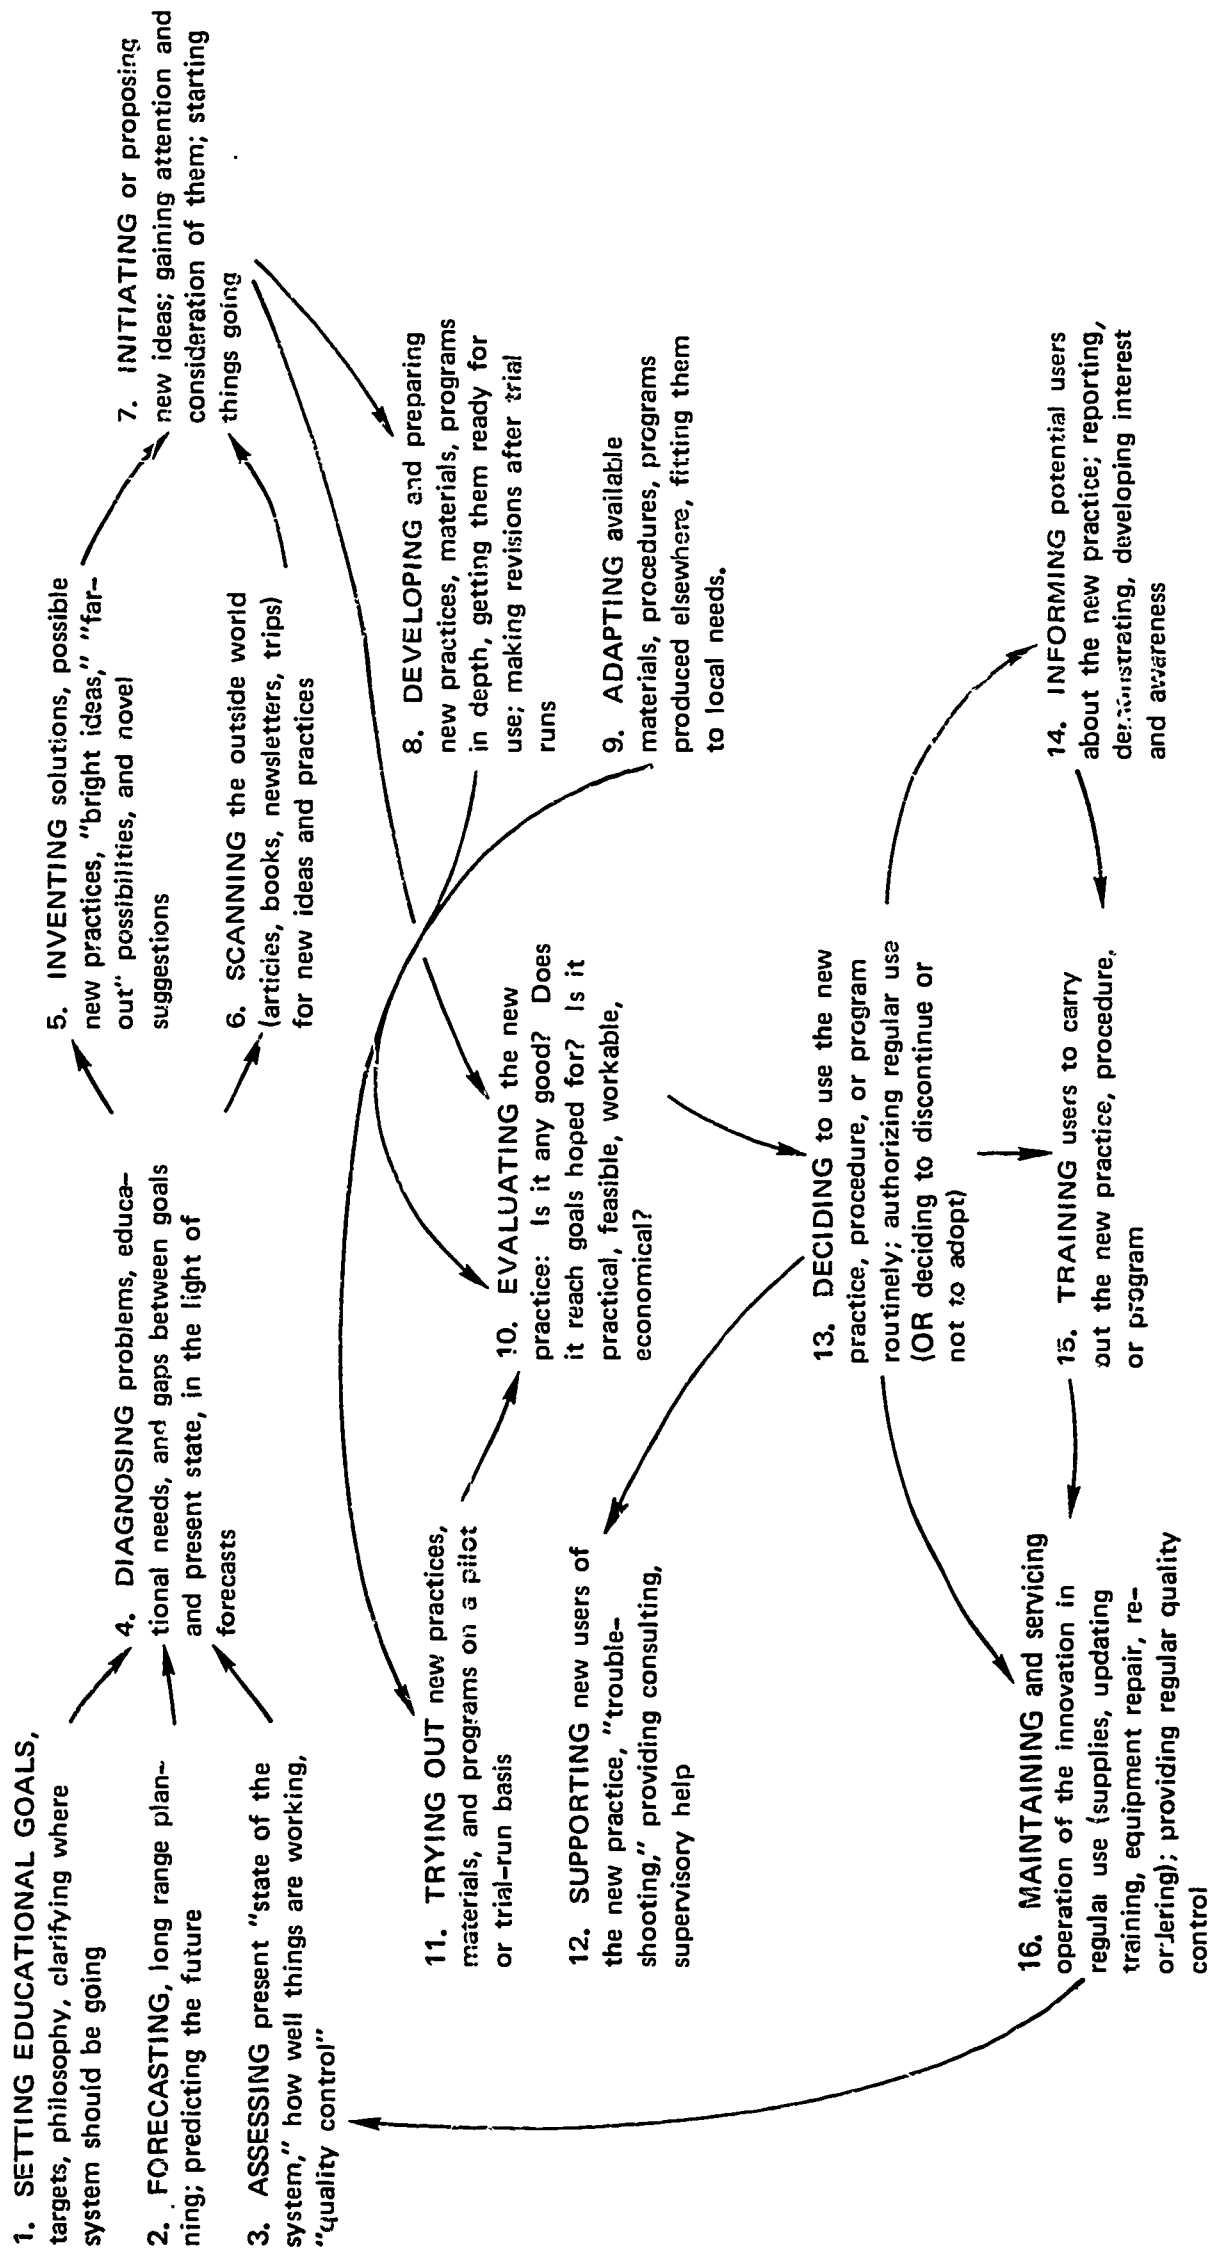 1. SETTING EDUCATIONAL GOALS,
targets, philosophy, clarifying where
system should be going
2. FORECASTING, long range plan-
ning; predicting the future
3. ASSESSING present "state of the
system," how well things are working,
"quality control"
4. DIAGNOSING problems, educa-
tional needs, and gaps between goals
and present state, in the light of
forecasts
5. INVENTING solutions, possible
new practices, "bright ideas," "far-
out" possibilities, and novel
suggestions
6. SCANNING the outside world
(articles, books, newsletters, trips)
for new ideas and practices
7. INITIATING or proposing
new ideas; gaining attention and
consideration of them; starting
things going
8. DEVELOPING and preparing
new practices, materials, programs
in depth, getting them ready for
use; making revisions after trial
runs
9. ADAPTING available
materials, procedures, programs
produced elsewhere, fitting them
to local needs.
10. EVALUATING the new
practice: Is it any good? Does
it reach goals hoped for? Is it
practical, feasible, workable,
economical?
11. TRYING OUT new practices,
materials, and programs on a pilot
or trial-run basis
12. SUPPORTING new users of
the new practice, "trouble-
shooting," providing consulting,
supervisory help
13. DECIDING to use the new
practice, procedure, or program
routinely; authorizing regular use
(OR deciding to discontinue or
not to adopt)
14. INFORMING potential users
about the new practice; reporting,
demonstrating, developing interest
and awareness
15. TRAINING users to carry
out the new practice, procedure,
or program
16. MAINTAINING and servicing
operation of the innovation in
regular use (supplies, updating
training, equipment repair, re-
ordering); providing regular quality
control